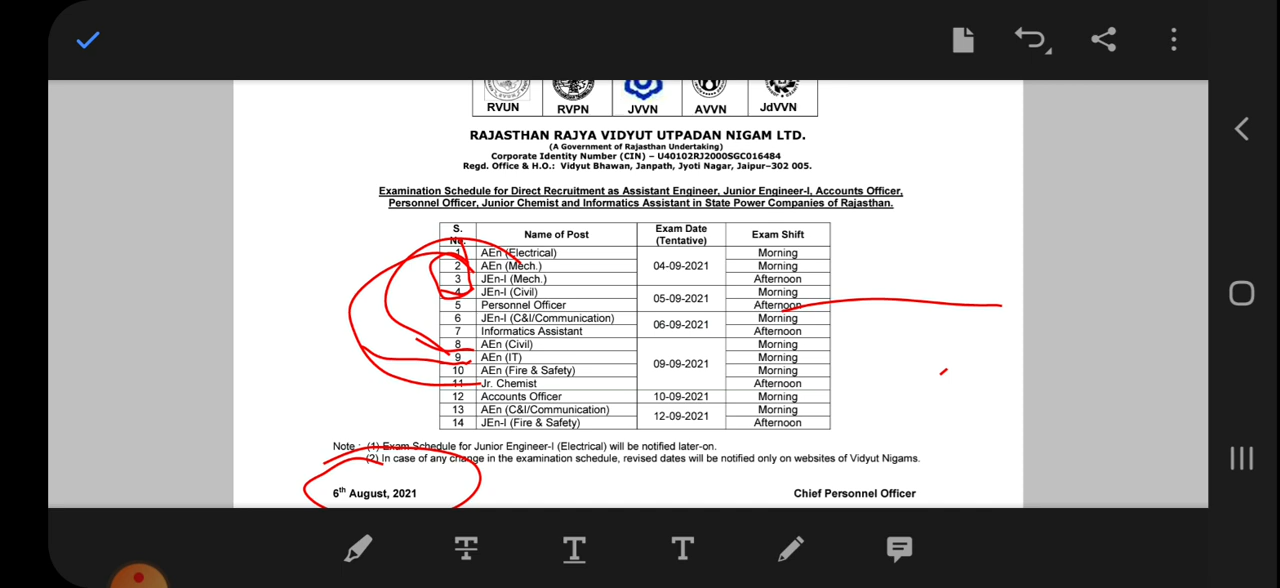 RVUN RVPN JVVN AVVN JdVVN
RAJASTHAN RAJYA VIDYUT UTPADAN NIGAM LTD.
(A Government of Rajasthan Undertaking)
Corporate Identity Number (CIN) – U40102RJ2000SGC016484
Regd. Office & H.O.: Vidyut Bhawan, Janpath, Jyoti Nagar, Jaipur–302 005.
Examination Schedule for Direct Recruitment as Assistant Engineer, Junior Engineer-I, Accounts Officer,
Personnel Officer, Junior Chemist and Informatics Assistant in State Power Companies of Rajasthan.
S. No. Name of Post Exam Date (Tentative) Exam Shift
1 AEn (Electrical) 04-09-2021 Morning
2 AEn (Mech.) Morning
3 JEn-I (Mech.) Afternoon
4 JEn-I (Civil) 05-09-2021 Morning
5 Personnel Officer Afternoon
6 JEn-I (C&I/Communication) 06-09-2021 Morning
7 Informatics Assistant Afternoon
8 AEn (Civil) 09-09-2021 Morning
9 AEn (IT) Morning
10 AEn (Fire & Safety) Morning
11 Jr. Chemist Afternoon
12 Accounts Officer 10-09-2021 Morning
13 AEn (C&I/Communication) 12-09-2021 Morning
14 JEn-I (Fire & Safety) Afternoon
Note : (1) Exam Schedule for Junior Engineer-I (Electrical) will be notified later-on.
(2) In case of any change in the examination schedule, revised dates will be notified only on websites of Vidyut Nigams.
6th August, 2021 Chief Personnel Officer